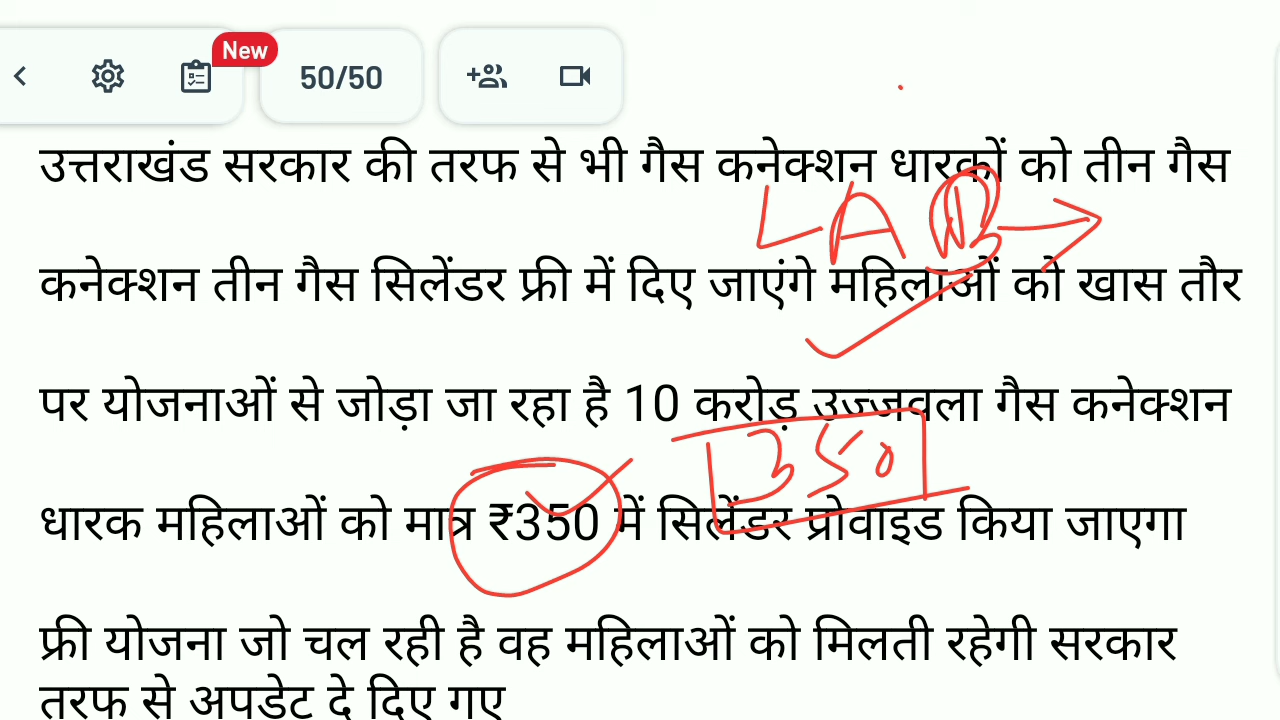 New
50/50
उत्तराखंड सरकार की तरफ से भी गैस कनेक्शन धारकों को तीन गैस
कनेक्शन तीन गैस सिलेंडर फ्री में दिए जाएंगे महिलाओं को खास तौर
पर योजनाओं से जोड़ा जा रहा है 10 करोड़ उज्जवला गैस कनेक्शन
350
धारक महिलाओं को मात्र ₹350 में सिलेंडर प्रोवाइड किया जाएगा
फ्री योजना जो चल रही है वह महिलाओं को मिलती रहेगी सरकार
तरफ से अपडेट दे दिए गए